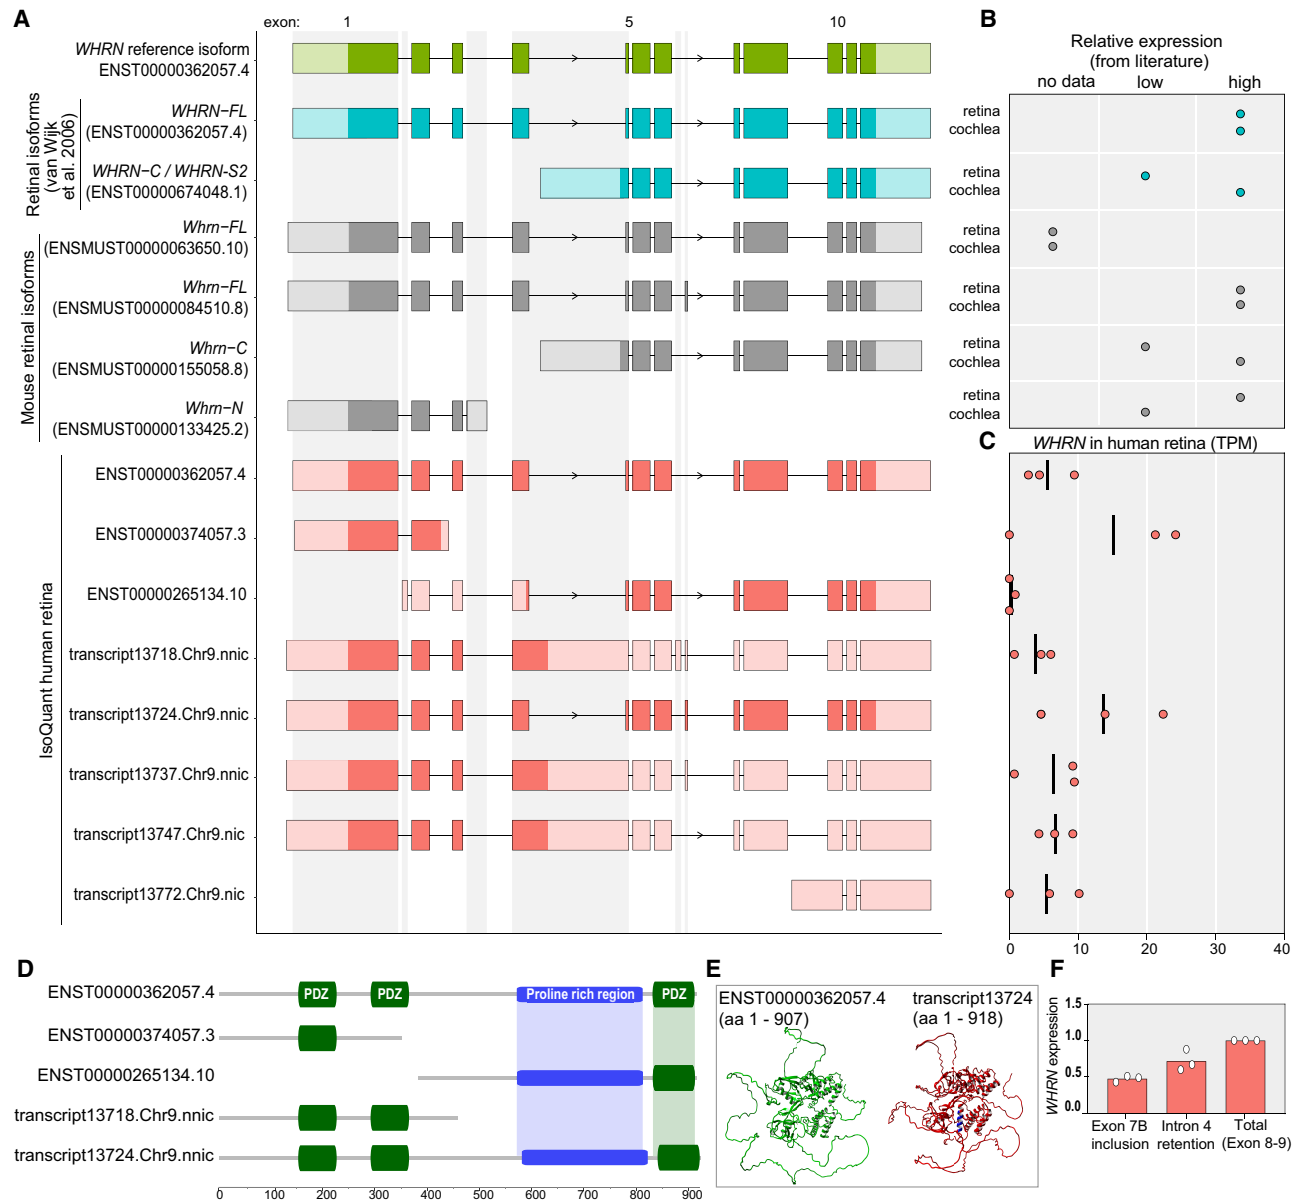 A
exon: 1 5 10
WHRN reference isoform
ENST00000362057.4
Retinal isoforms
(van Wijk
et al. 2006)
WHRN−FL
(ENST00000362057.4)
WHRN−C / WHRN-S2
(ENST00000674048.1)
Mouse retinal isoforms
Whrn−FL
(ENSMUST00000063650.10)
Whrn−FL
(ENSMUST00000084510.8)
Whrn−C
(ENSMUST00000155058.8)
Whrn−N
(ENSMUST00000133425.2)
IsoQuant human retina
ENST00000362057.4
ENST00000374057.3
ENST00000265134.10
transcript13718.Chr9.nnic
transcript13724.Chr9.nnic
transcript13737.Chr9.nnic
transcript13747.Chr9.nic
transcript13772.Chr9.nic
B
Relative expression
(from literature)
no data low high
retina
cochlea
retina
cochlea
retina
cochlea
retina
cochlea
retina
cochlea
retina
cochlea
C
WHRN in human retina (TPM)
0 10 20 30 40
D
ENST00000362057.4
PDZ PDZ Proline rich region PDZ
ENST00000374057.3
ENST00000265134.10
transcript13718.Chr9.nnic
transcript13724.Chr9.nnic
0 100 200 300 400 500 600 700 800 900
E
ENST00000362057.4
(aa 1 - 907)
transcript13724
(aa 1 - 918)
F
WHRN expression
1.5
1.0
0.5
0.0
Exon 7B
inclusion
Intron 4
retention
Total
(Exon 8-9)